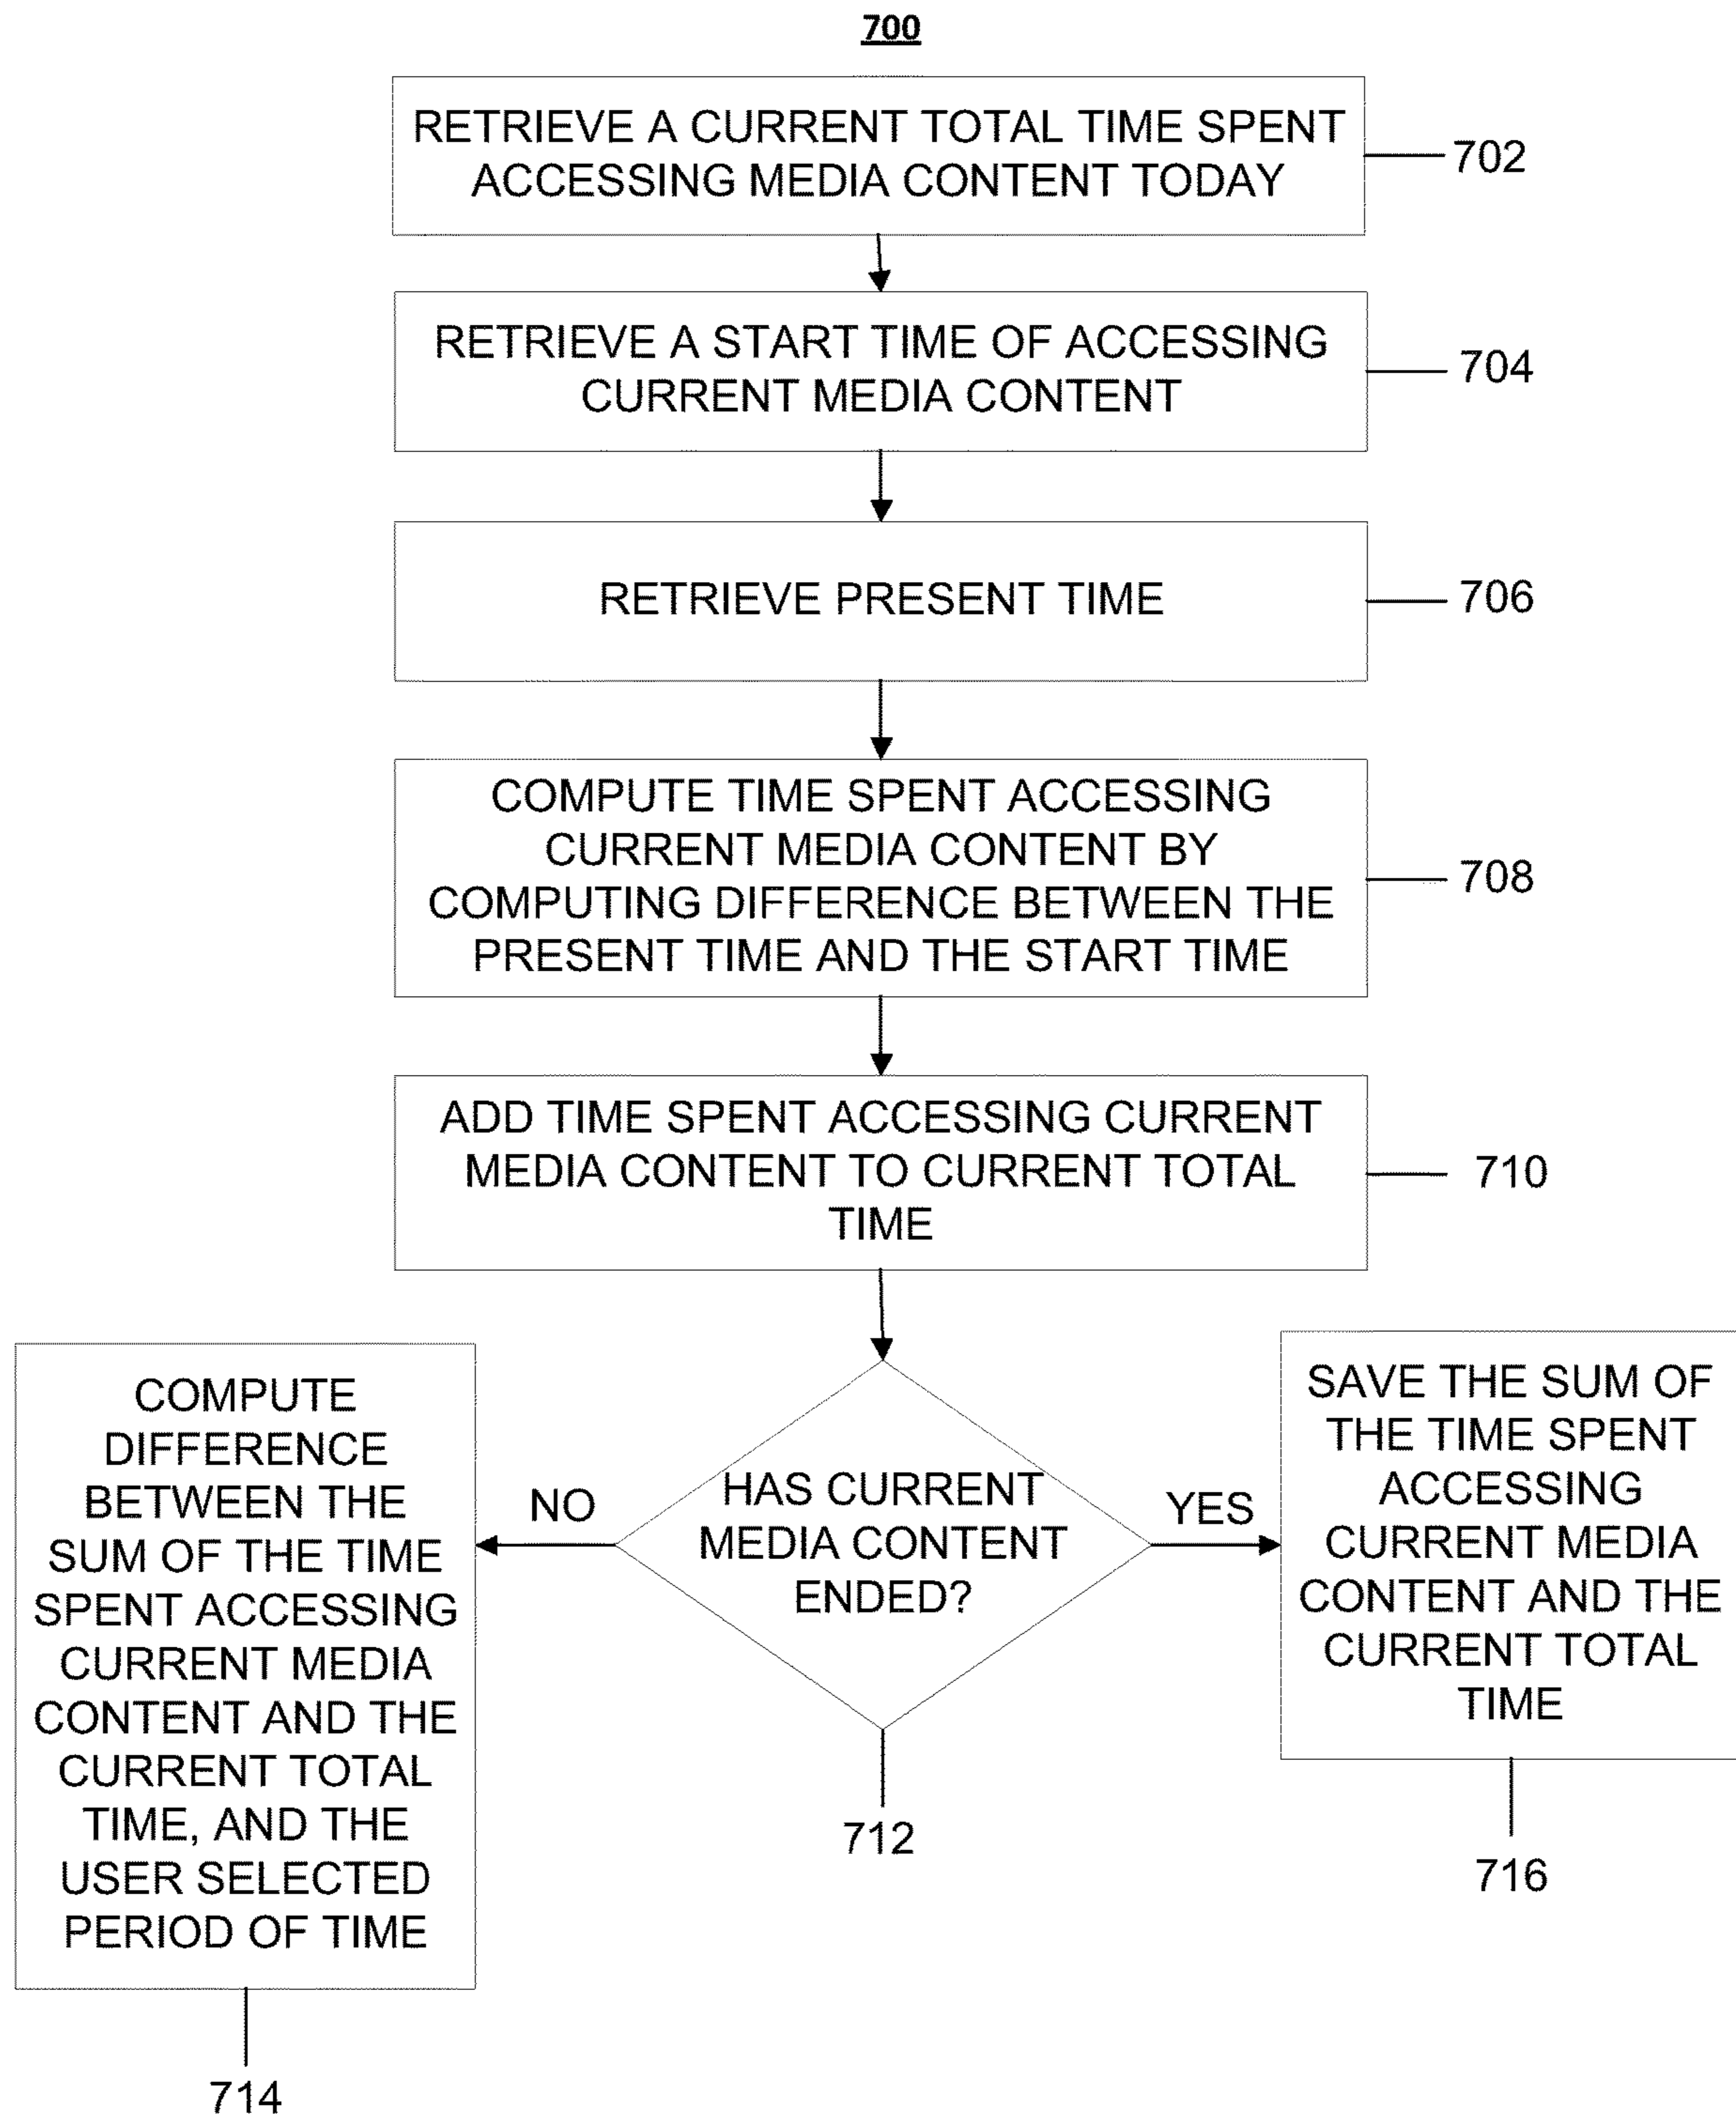 700
RETRIEVE A CURRENT TOTAL TIME SPENT
ACCESSING MEDIA CONTENT TODAY
702
RETRIEVE A START TIME OF ACCESSING
CURRENT MEDIA CONTENT
704
RETRIEVE PRESENT TIME
706
COMPUTE TIME SPENT ACCESSING
CURRENT MEDIA CONTENT BY
COMPUTING DIFFERENCE BETWEEN THE
PRESENT TIME AND THE START TIME
708
ADD TIME SPENT ACCESSING CURRENT
MEDIA CONTENT TO CURRENT TOTAL
TIME
710
HAS CURRENT
MEDIA CONTENT
ENDED?
712
NO
COMPUTE
DIFFERENCE
BETWEEN THE
SUM OF THE TIME
SPENT ACCESSING
CURRENT MEDIA
CONTENT AND THE
CURRENT TOTAL
TIME, AND THE
USER SELECTED
PERIOD OF TIME
714
YES
SAVE THE SUM OF
THE TIME SPENT
ACCESSING
CURRENT MEDIA
CONTENT AND THE
CURRENT TOTAL
TIME
716